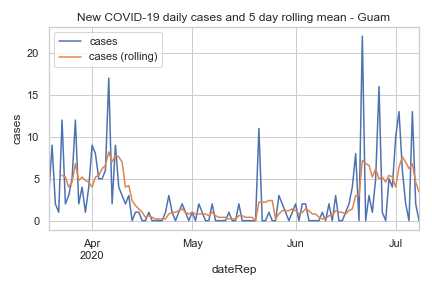 New COVID-19 daily cases and 5 day rolling mean - Guam
cases
cases (rolling)
20
15
10
5
0
cases
Apr
2020
May
Jun
Jul
dateRep